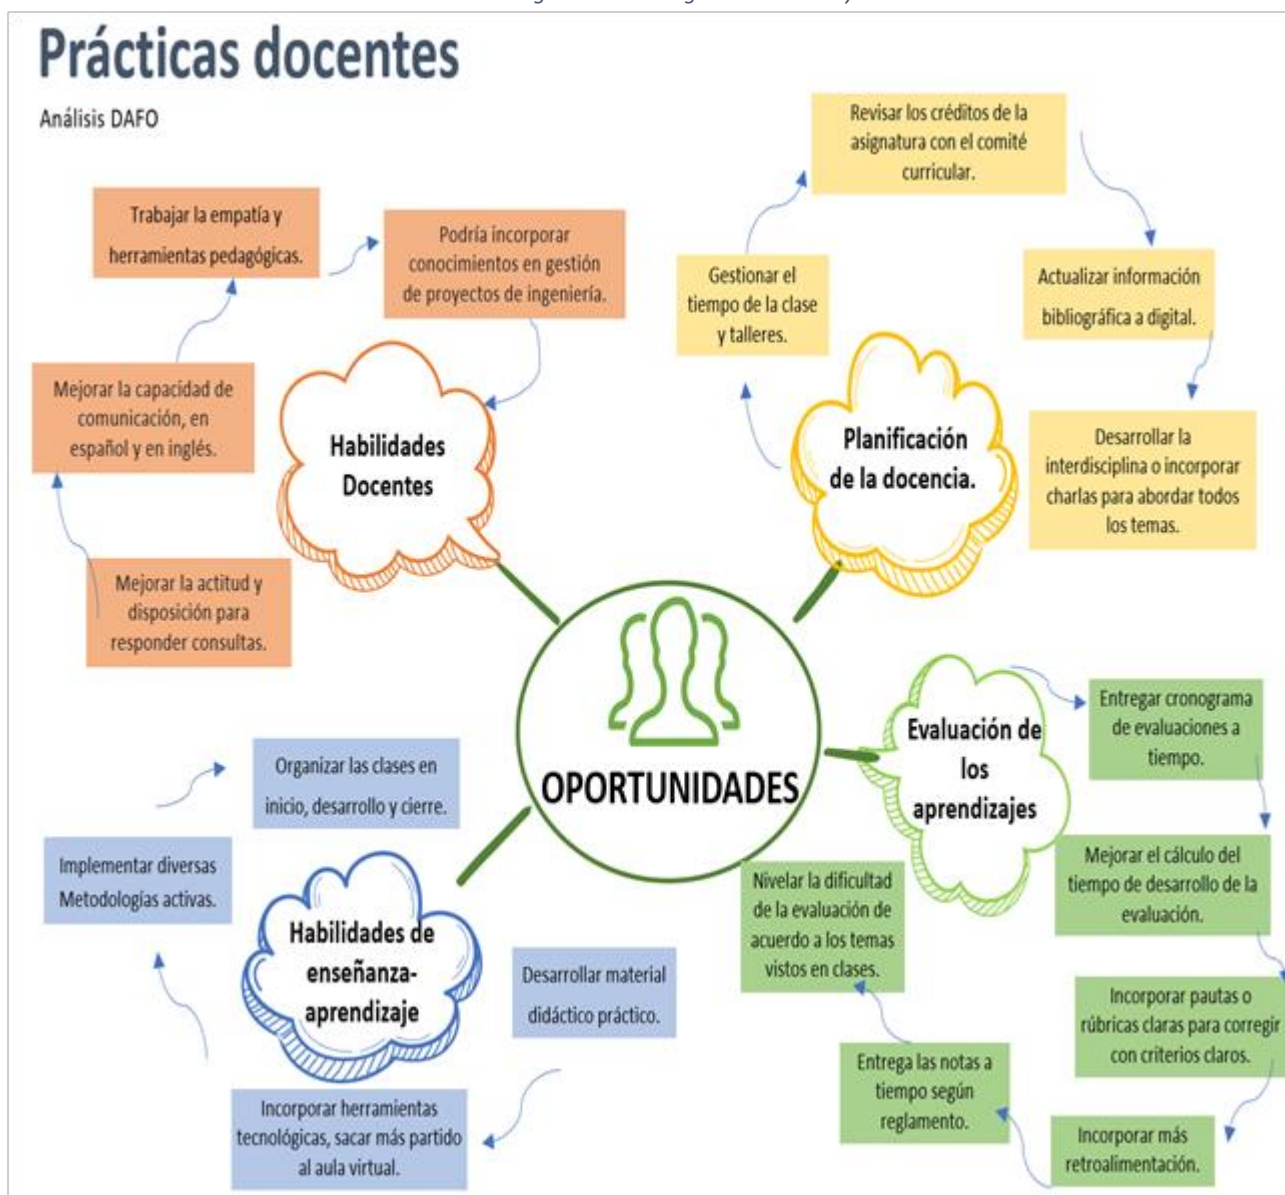 Prácticas docentes
Análisis DAFO
Trabajar la empatía y
herramientas pedagógicas.
Podría incorporar
conocimientos en gestión
de proyectos de ingeniería.
Mejorar la capacidad de
comunicación, en
español y en inglés.
Mejorar la actitud y
disposición para
responder consultas.
Habilidades
Docentes
Revisar los créditos de la
asignatura con el comité
curricular.
Gestionar el
tiempo de la clase
y talleres.
Actualizar información
bibliográfica a digital.
Desarrollar la
interdisciplina o incorporar
charlas para abordar todos
los temas.
Planificación
de la docencia.
OPORTUNIDADES
Evaluación de
los
aprendizajes
Entregar cronograma
de evaluaciones a
tiempo.
Mejorar el cálculo del
tiempo de desarrollo de la
evaluación.
Incorporar pautas o
rúbricas claras para corregir
con criterios claros.
Incorporar más
retroalimentación.
Entrega las notas a
tiempo según
reglamento.
Nivelar la dificultad
de la evaluación de
acuerdo a los temas
vistos en clases.
Organizar las clases en
inicio, desarrollo y cierre.
Implementar diversas
Metodologías activas.
Habilidades de
enseñanza-
aprendizaje
Desarrollar material
didáctico práctico.
Incorporar herramientas
tecnológicas, sacar más partido
al aula virtual.